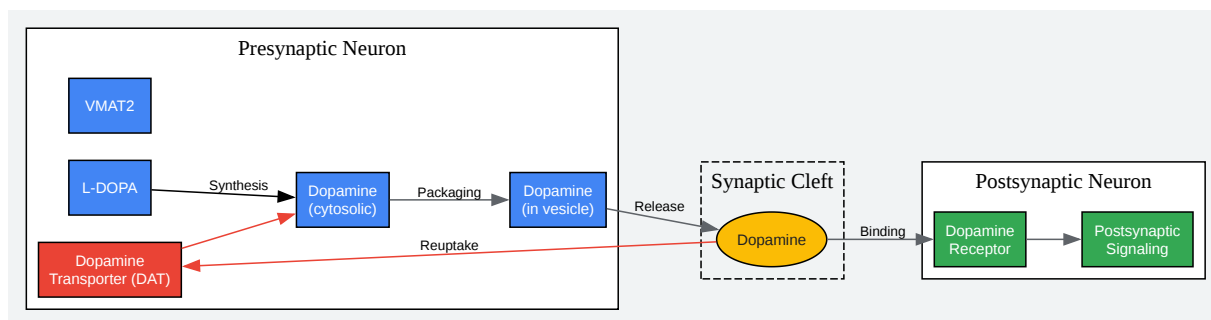 Presynaptic Neuron
VMAT2
L-DOPA
Synthesis
Dopamine
(cytosolic)
Packaging
Dopamine
(in vesicle)
Release
Dopamine
Transporter (DAT)
Reuptake
Synaptic Cleft
Dopamine
Binding
Postsynaptic Neuron
Dopamine
Receptor
Postsynaptic
Signaling